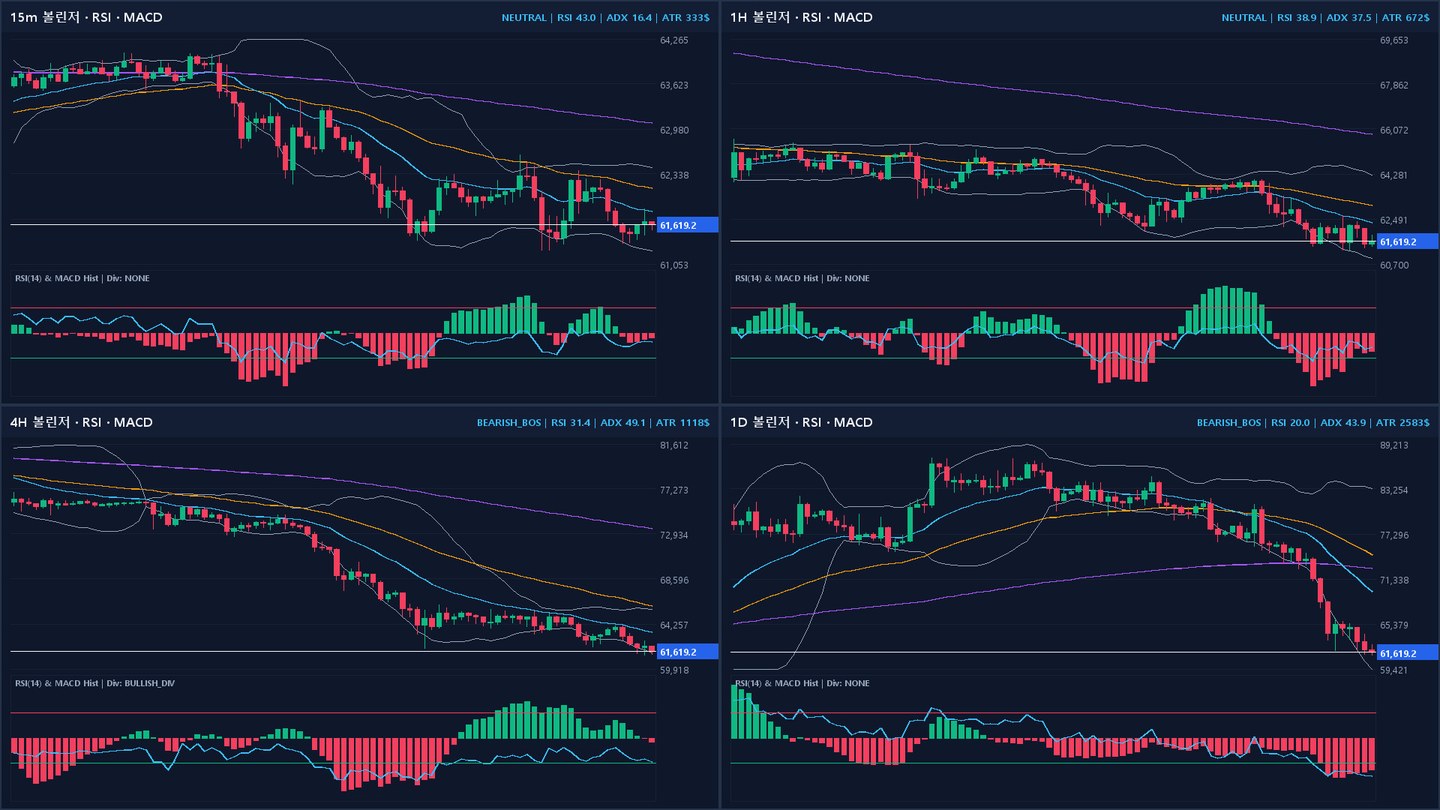 15m 볼린저 · RSI · MACD
NEUTRAL | RSI 43.0 | ADX 16.4 | ATR 333$
64,265
63,623
62,980
62,338
61,619.2
61,053
RSI(14) & MACD Hist | Div: NONE
1H 볼린저 · RSI · MACD
NEUTRAL | RSI 38.9 | ADX 37.5 | ATR 672$
69,653
67,862
66,072
64,281
62,491
61,619.2
60,700
RSI(14) & MACD Hist | Div: NONE
4H 볼린저 · RSI · MACD
BEARISH_BOS | RSI 31.4 | ADX 49.1 | ATR 1118$
81,612
77,273
72,934
68,596
64,257
61,619.2
59,918
RSI(14) & MACD Hist | Div: BULLISH_DIV
1D 볼린저 · RSI · MACD
BEARISH_BOS | RSI 20.0 | ADX 43.9 | ATR 2583$
89,213
83,254
77,296
71,338
65,379
61,619.2
59,421
RSI(14) & MACD Hist | Div: NONE